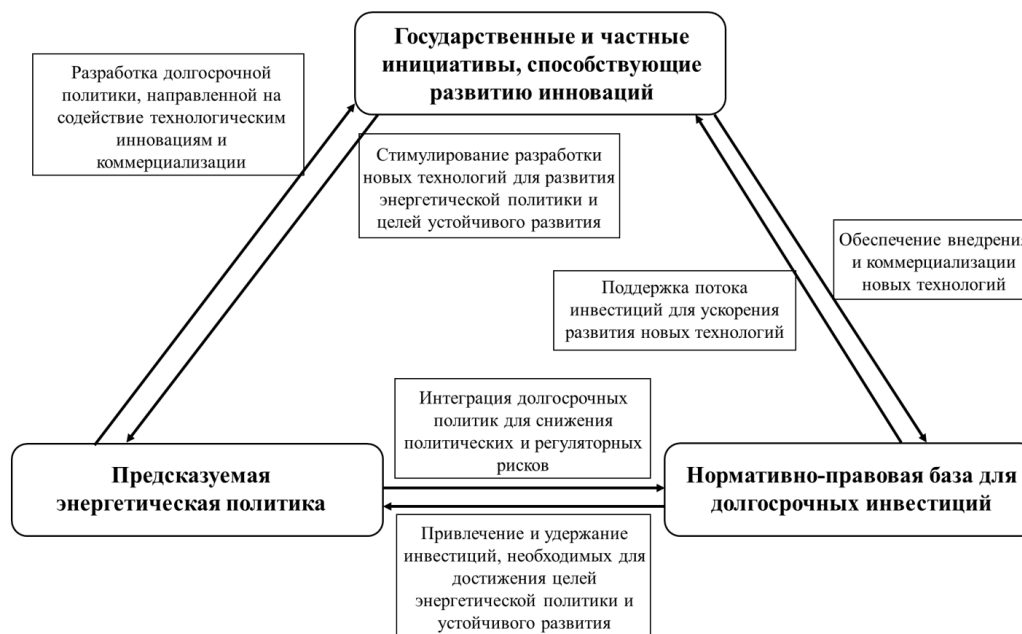 Государственные и частные
инициативы, способствующие
развитию инноваций
Разработка долгосрочной
политики, направленной на
содействие технологическим
инновациям и
коммерциализации
Стимулирование разработки
новых технологий для развития
энергетической политики и
целей устойчивого развития
Обеспечение внедрения
и коммерциализации
новых технологий
Поддержка потока
инвестиций для ускорения
развития новых технологий
Интеграция долгосрочных
политик для снижения
политических и регуляторных
рисков
Предсказуемая
энергетическая политика
Нормативно-правовая база для
долгосрочных инвестиций
Привлечение и удержание
инвестиций, необходимых для
достижения целей
энергетической политики и
устойчивого развития